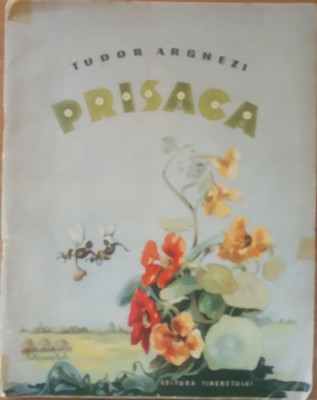 TUDOR ARGHEZI
PRISACA
EDITURA TINERETULUI